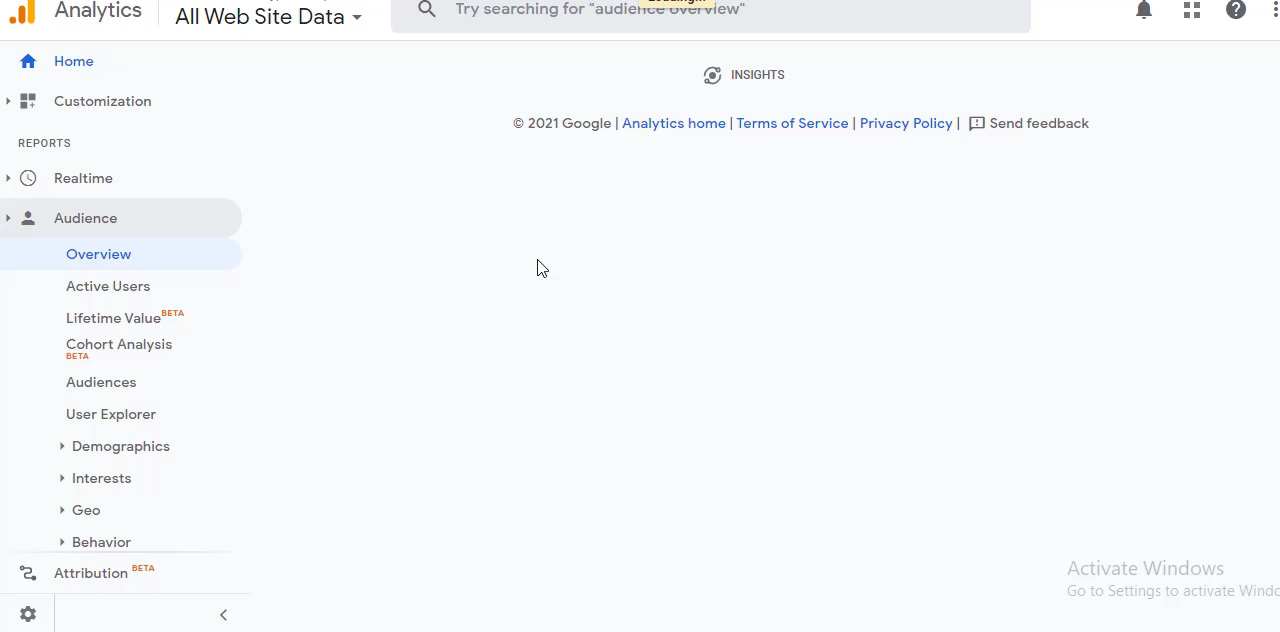 Analytics
All Web Site Data
Try searching for "audience overview"
Home
INSIGHTS
Customization
© 2021 Google | Analytics home | Terms of Service | Privacy Policy | Send feedback
REPORTS
Realtime
Audience
Overview
Active Users
Lifetime Value BETA
Cohort Analysis
BETA
Audiences
User Explorer
Demographics
Interests
Geo
Behavior
Attribution BETA
Activate Windows
Go to Settings to activate